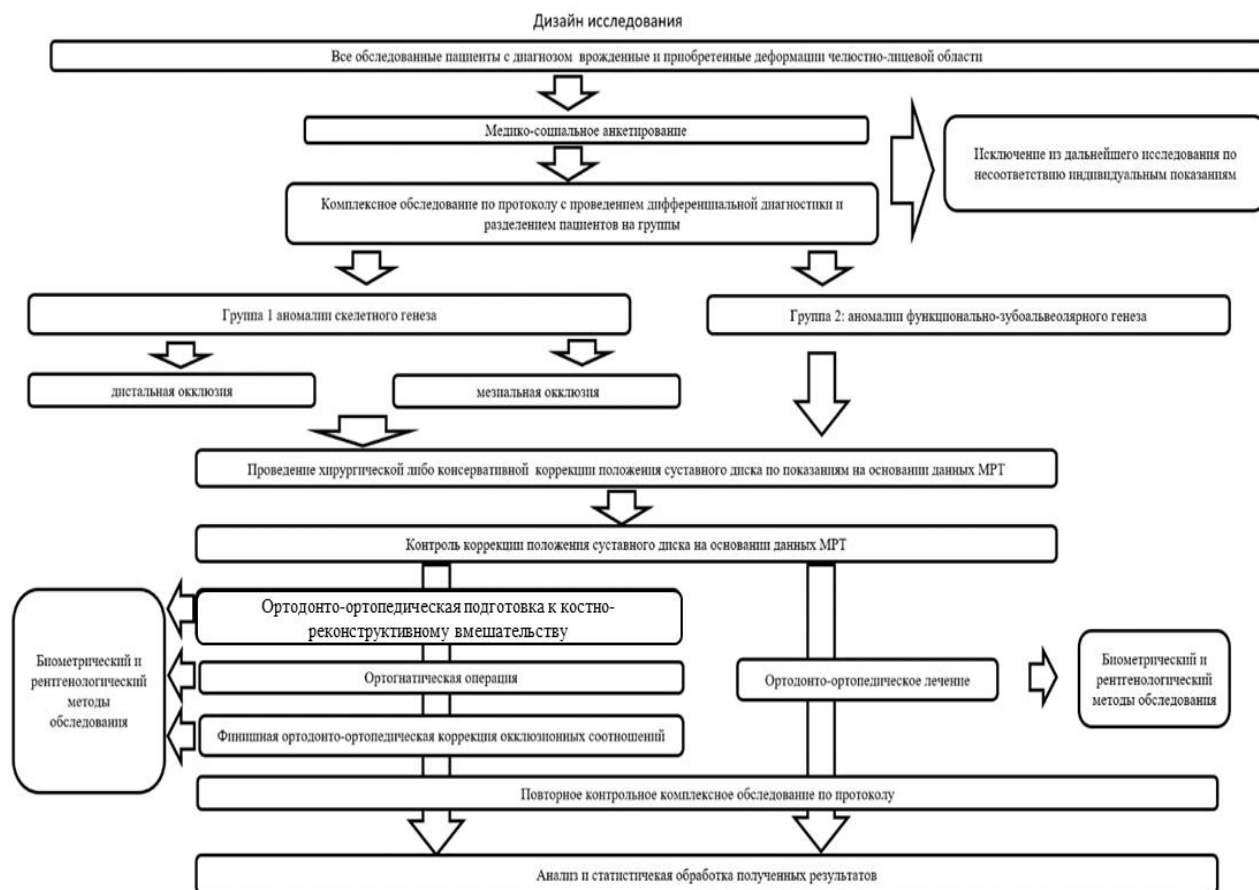 Дизайн исследования
Все обследованные пациенты с диагнозом врожденные и приобретенные деформации челюстно-лицевой области
Медико-социальное анкетирование
Исключение из дальнейшего исследования по
несоответствию индивидуальным показаниям
Комплексное обследование по протоколу с проведением дифференциальной диагностики и
разделением пациентов на группы
Группа 1 аномалии скелетного генеза
Группа 2: аномалии функционально-зубоальвеолярного генеза
дистальная окклюзия
мезиальная окклюзия
Проведение хирургической либо консервативной коррекции положения суставного диска по показаниям на основании данных МРТ
Контроль коррекции положения суставного диска на основании данных МРТ
Ортодонто-ортопедическая подготовка к костно-
реконструктивному вмешательству
Биометрический и
рентгенологический
методы
обследования
Ортогнатическая операция
Ортодонто-ортопедическое лечение
Биометрический и
рентгенологический
методы обследования
Финишная ортодонто-ортопедическая коррекция окклюзионных соотношений
Повторное контрольное комплексное обследование по протоколу
Анализ и статистичекая обработка полученных результатов